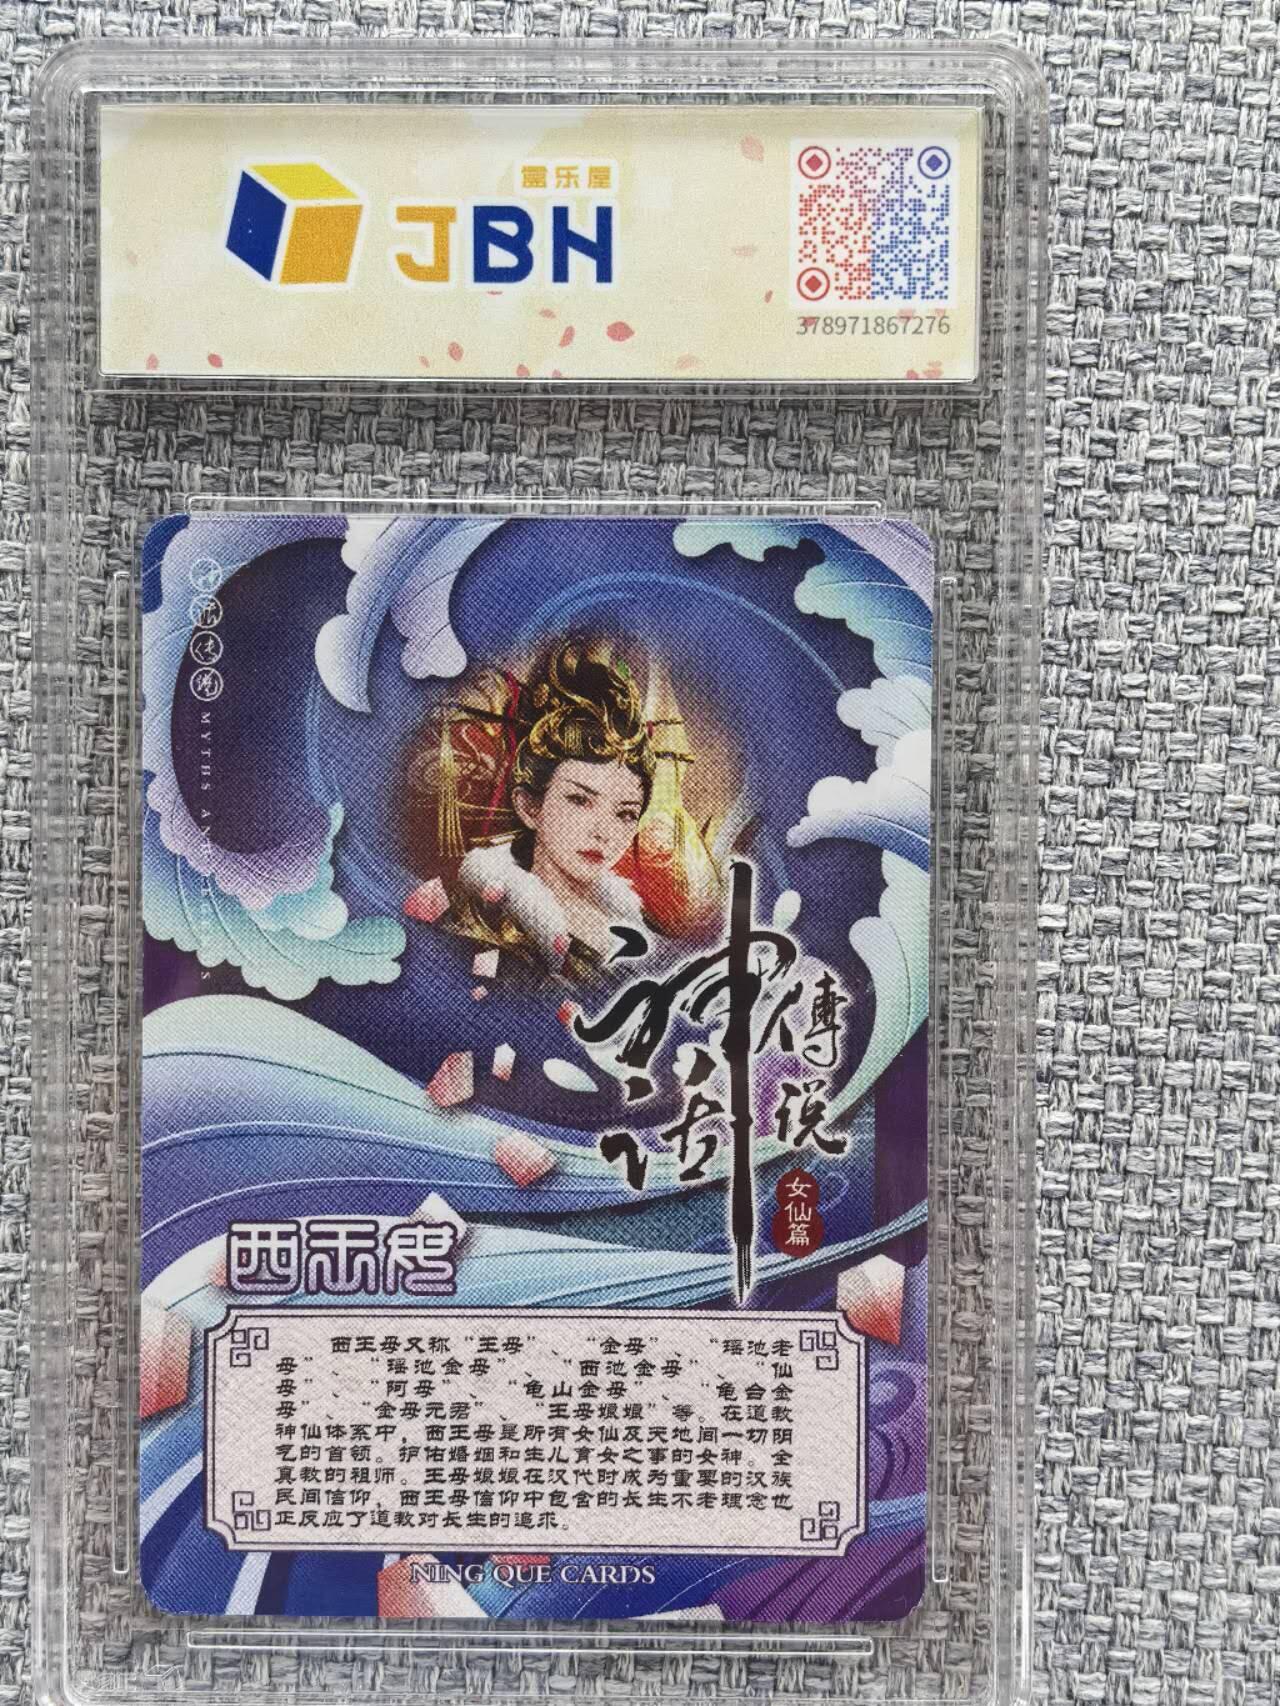 富乐屋
JBH
378971867276
神话传说
MYTHS AND
神话
傳说
女仙篇
西王母
西王母又称“王母”、“金母”、“瑶池老
母”、“瑶池金母”、“西池金母”、“仙
母”、“阿母”、“龟山金母”、“龟台金
母”、“金母元君”、“王母娘娘”等。在道教
神仙体系中，西王母是所有女仙及天地间一切阴
气的首领。护佑婚姻和生儿育女之事的女神。全
真教的祖师。王母娘娘在汉代时成为重要的汉族
民间信仰，西王母信仰中包含的长生不老理念也
正反应了道教对长生的追求。
NING QUE CARDS